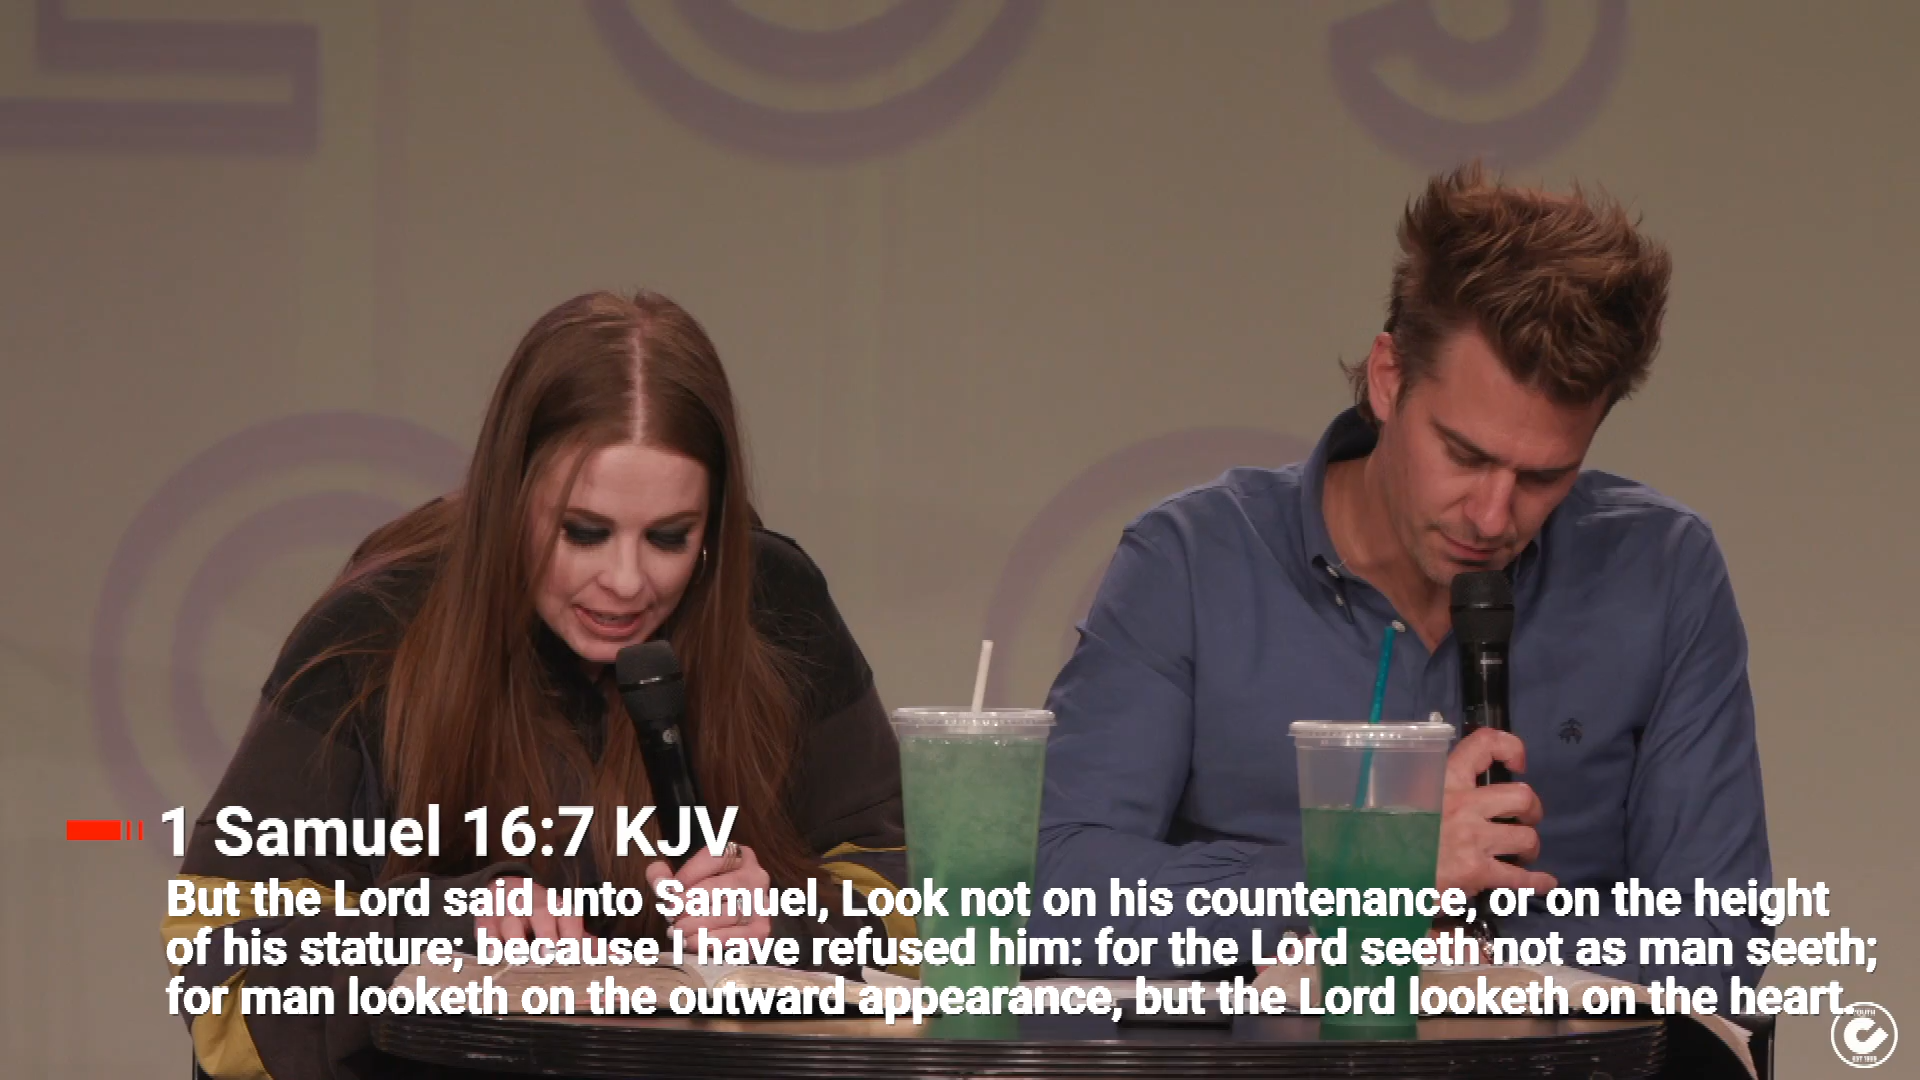 1 Samuel 16:7 KJV
But the Lord said unto Samuel, Look not on his countenance, or on the height
of his stature; because I have refused him: for the Lord seeth not as man seeth;
for man looketh on the outward appearance, but the Lord looketh on the heart.
YOUTH